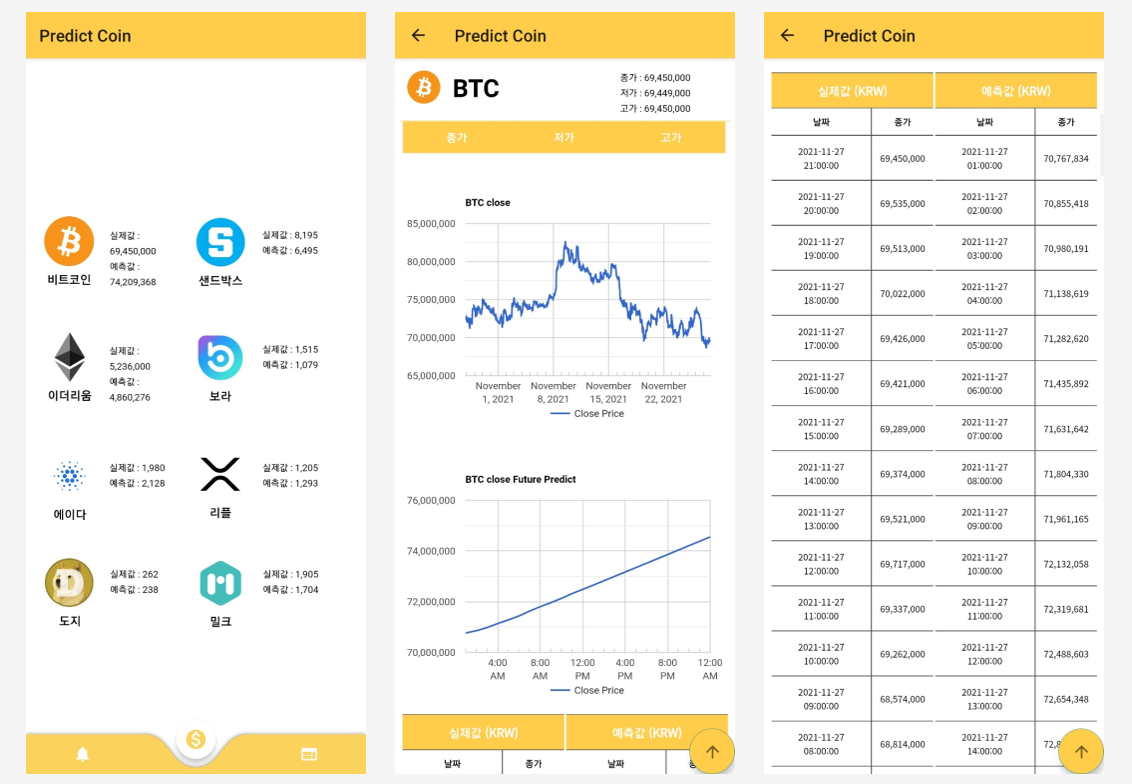 Predict Coin
실제값 :
69,450,000
예측값 :
74,209,368
비트코인
실제값 : 8,195
예측값 : 6,495
샌드박스
실제값 :
5,236,000
예측값 :
4,860,276
이더리움
실제값 : 1,515
예측값 : 1,079
보라
실제값 : 1,980
예측값 : 2,128
에이다
실제값 : 1,205
예측값 : 1,293
리플
실제값 : 262
예측값 : 238
도지
실제값 : 1,905
예측값 : 1,704
밀크
Predict Coin
BTC
종가 : 69,450,000
저가 : 69,449,000
고가 : 69,450,000
종가 저가 고가
BTC close
85,000,000
80,000,000
75,000,000
70,000,000
65,000,000
November November November November
1, 2021 8, 2021 15, 2021 22, 2021
Close Price
BTC close Future Predict
76,000,000
74,000,000
72,000,000
70,000,000
4:00 8:00 12:00 4:00 8:00 12:00
AM AM PM PM PM AM
Close Price
실제값 (KRW) 예측값 (KRW)
날짜 종가 날짜
Predict Coin
실제값 (KRW) 예측값 (KRW)
날짜 종가 날짜 종가
2021-11-27 2021-11-27
21:00:00 69,450,000 01:00:00 70,767,834
2021-11-27 2021-11-27
20:00:00 69,535,000 02:00:00 70,855,418
2021-11-27 2021-11-27
19:00:00 69,513,000 03:00:00 70,980,191
2021-11-27 2021-11-27
18:00:00 70,022,000 04:00:00 71,138,619
2021-11-27 2021-11-27
17:00:00 69,426,000 05:00:00 71,282,620
2021-11-27 2021-11-27
16:00:00 69,421,000 06:00:00 71,435,892
2021-11-27 2021-11-27
15:00:00 69,289,000 07:00:00 71,631,642
2021-11-27 2021-11-27
14:00:00 69,374,000 08:00:00 71,804,330
2021-11-27 2021-11-27
13:00:00 69,521,000 09:00:00 71,961,165
2021-11-27 2021-11-27
12:00:00 69,717,000 10:00:00 72,132,058
2021-11-27 2021-11-27
11:00:00 69,337,000 11:00:00 72,319,681
2021-11-27 2021-11-27
10:00:00 69,262,000 12:00:00 72,488,603
2021-11-27 2021-11-27
09:00:00 68,574,000 13:00:00 72,654,348
2021-11-27 2021-11-27
08:00:00 68,814,000 14:00:00